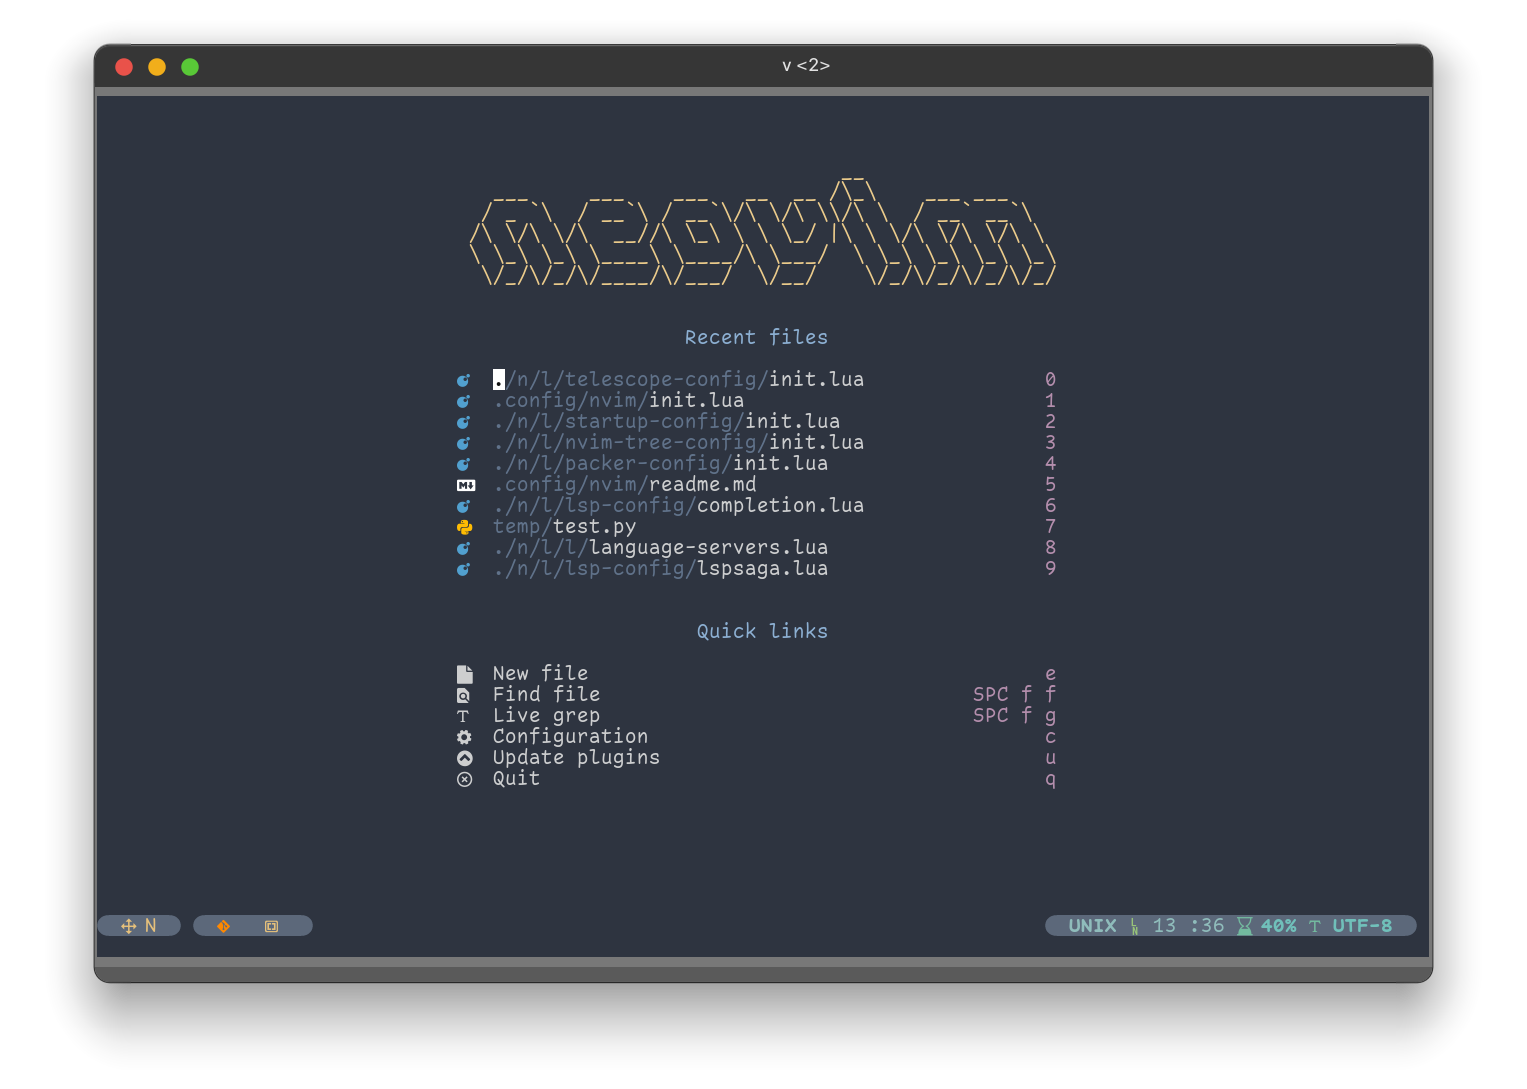 v <2>
neovim
Recent files
./n/l/telescope-config/init.lua 0
.config/nvim/init.lua 1
./n/l/startup-config/init.lua 2
./n/l/nvim-tree-config/init.lua 3
./n/l/packer-config/init.lua 4
.config/nvim/readme.md 5
./n/l/lsp-config/completion.lua 6
temp/test.py 7
./n/l/l/language-servers.lua 8
./n/l/lsp-config/lspsaga.lua 9
Quick links
New file e
Find file SPC f f
Live grep SPC f g
Configuration c
Update plugins u
Quit q
N UNIX LN 13 :36 40% T UTF-8